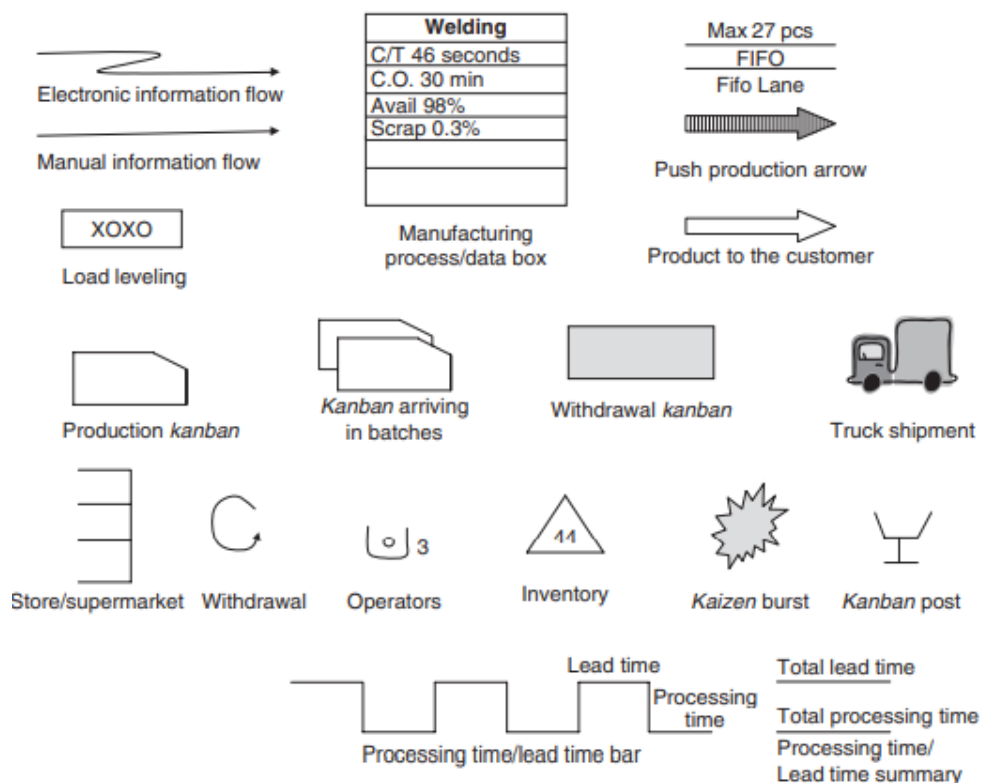 Welding
C/T 46 seconds
C.O. 30 min
Avail 98%
Scrap 0.3%
Manufacturing
process/data box
Electronic information flow
Manual information flow
XOXO
Load leveling
Max 27 pcs
FIFO
Fifo Lane
Push production arrow
Product to the customer
Production kanban
Kanban arriving
in batches
Withdrawal kanban
Truck shipment
Store/supermarket
Withdrawal
3
Operators
44
Inventory
Kaizen burst
Kanban post
Lead time
Processing
time
Processing time/lead time bar
Total lead time
Total processing time
Processing time/
Lead time summary